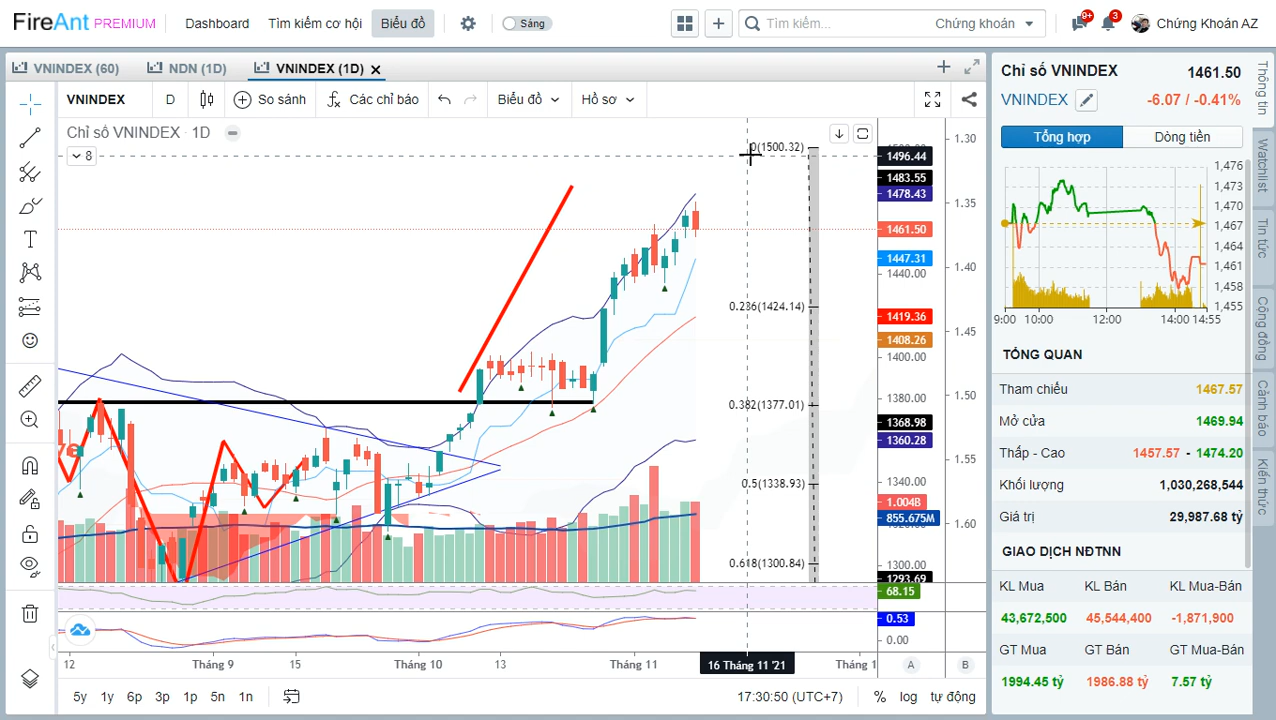 FireAnt PREMIUM
Dashboard
Tìm kiếm cơ hội
Biểu đồ
Sáng
Tìm kiếm...
Chứng khoán
9+
3
Chứng Khoán AZ
VNINDEX (60)
NDN (1D)
VNINDEX (1D)
VNINDEX
D
So sánh
Các chỉ báo
Biểu đồ
Hồ sơ
Chỉ số VNINDEX · 1D
8
0(1500.32)
0.236(1424.14)
0.382(1377.01)
0.5(1338.93)
0.618(1300.84)
1496.44
1483.55
1478.43
1461.50
1447.31
1440.00
1419.36
1408.26
1400.00
1380.00
1368.98
1360.28
1340.00
1.004B
855.675M
1300.00
1293.69
68.15
0.53
0.00
1.30
1.35
1.40
1.45
1.50
1.55
1.60
12
Tháng 9
15
Tháng 10
13
Tháng 11
16 Tháng 11 '21
Tháng 1
A
B
5y
1y
6p
3p
1p
5n
1n
17:30:50 (UTC+7)
%
log
tự động
Chỉ số VNINDEX
1461.50
VNINDEX
-6.07 / -0.41%
Tổng hợp
Dòng tiền
1,476
1,473
1,470
1,467
1,464
1,461
1,458
1,455
9:00
10:00
12:00
14:00
14:55
TỔNG QUAN
Tham chiếu 1467.57
Mở cửa 1469.94
Thấp - Cao 1457.57 - 1474.20
Khối lượng 1,030,268,544
Giá trị 29,987.68 tỷ
GIAO DỊCH NĐTNN
KL Mua KL Bán KL Mua-Bán
43,672,500 45,544,400 -1,871,900
GT Mua GT Bán GT Mua-Bán
1994.45 tỷ 1986.88 tỷ 7.57 tỷ
Thông tin
Watchlist
Tin tức
Cộng đồng
Cảnh báo
Kiến thức